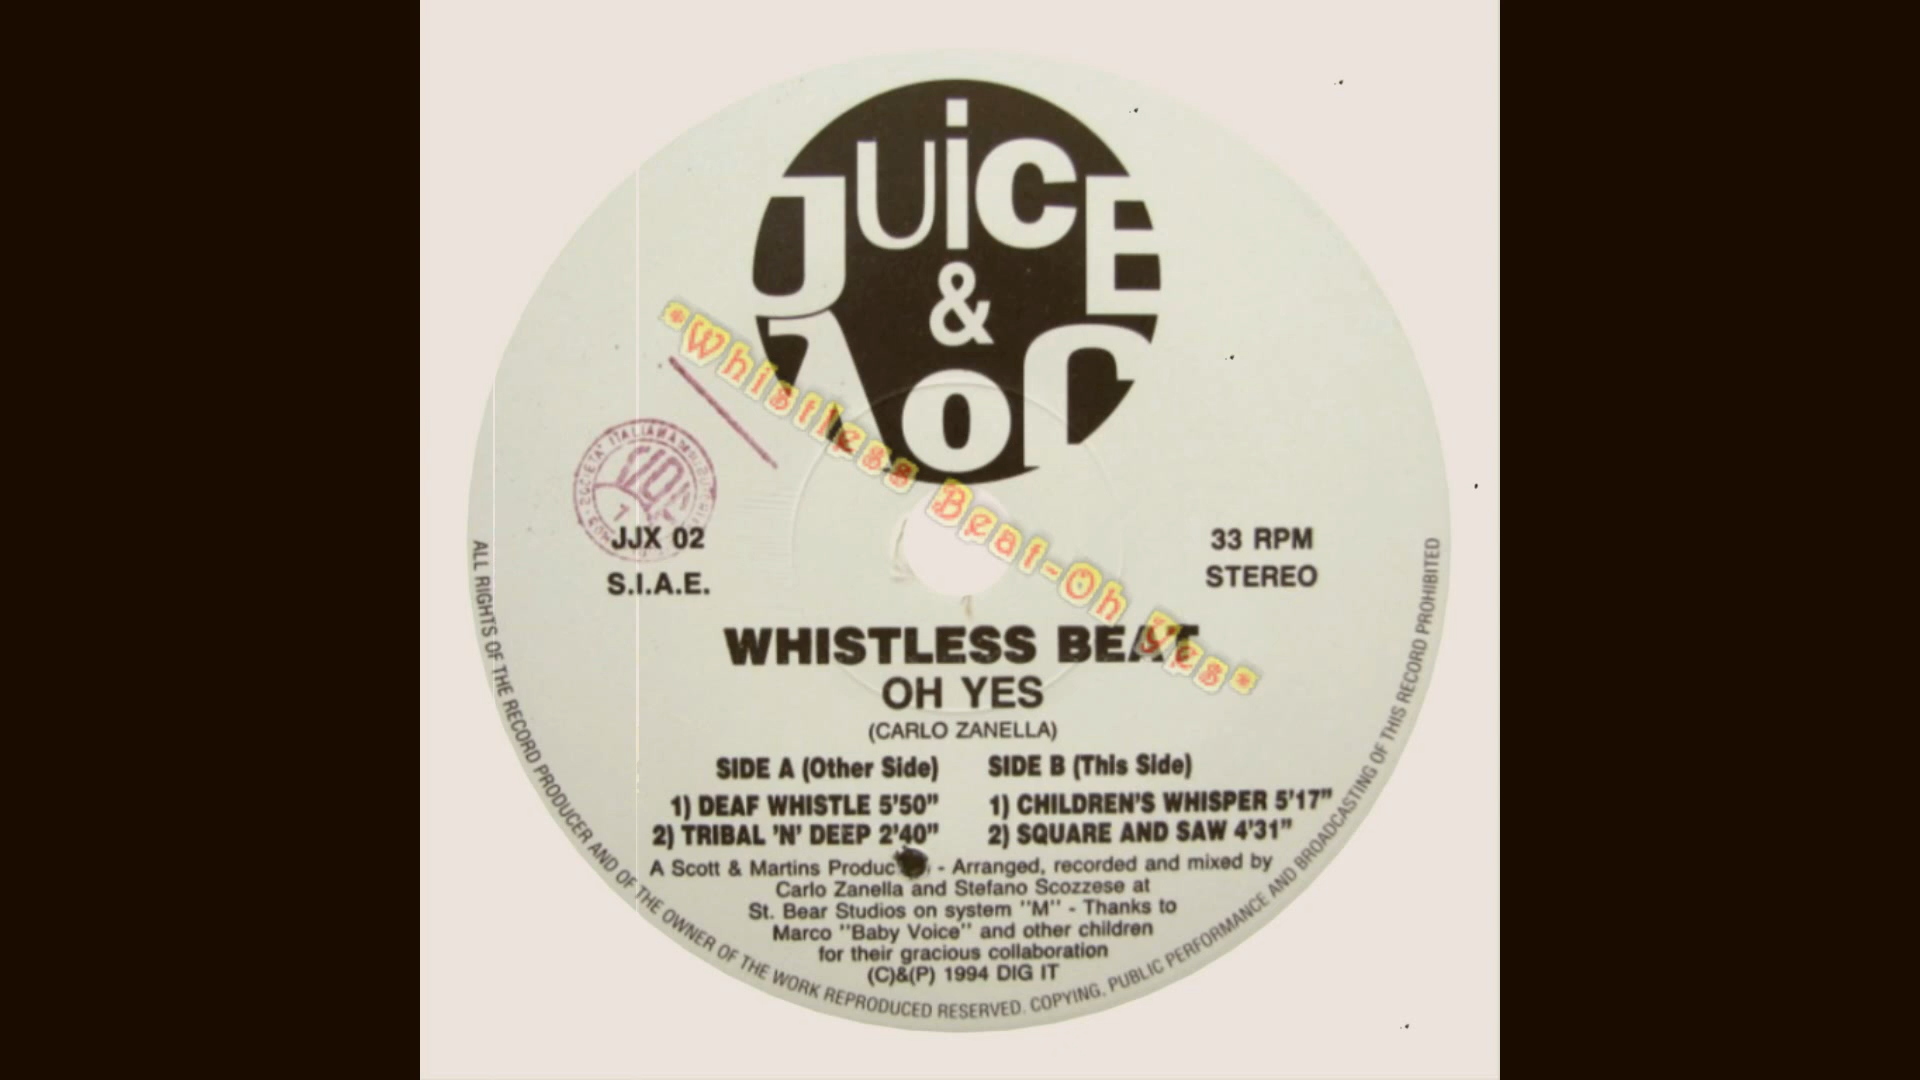 JUiCE
&
JOY
*Whistless Beat-Oh Yes*
JJX 02
S.I.A.E.
33 RPM
STEREO
WHISTLESS BEAT
OH YES
(CARLO ZANELLA)
SIDE A (Other Side)
1) DEAF WHISTLE 5'50"
2) TRIBAL 'N' DEEP 2'40"
SIDE B (This Side)
1) CHILDREN'S WHISPER 5'17"
2) SQUARE AND SAW 4'31"
A Scott & Martins - Arranged, recorded and mixed by
Carlo Zanella and Stefano Scozzese at
St. Bear Studios on system ''M'' - Thanks to
Marco ''Baby Voice'' and other children
for their gracious collaboration
(C)&(P) 1994 DIG IT
ALL RIGHTS OF THE RECORD PRODUCER AND OF THE OWNER OF THE WORK REPRODUCED RESERVED. COPYING, PUBLIC PERFORMANCE AND BROADCASTING OF THIS RECORD PROHIBITED